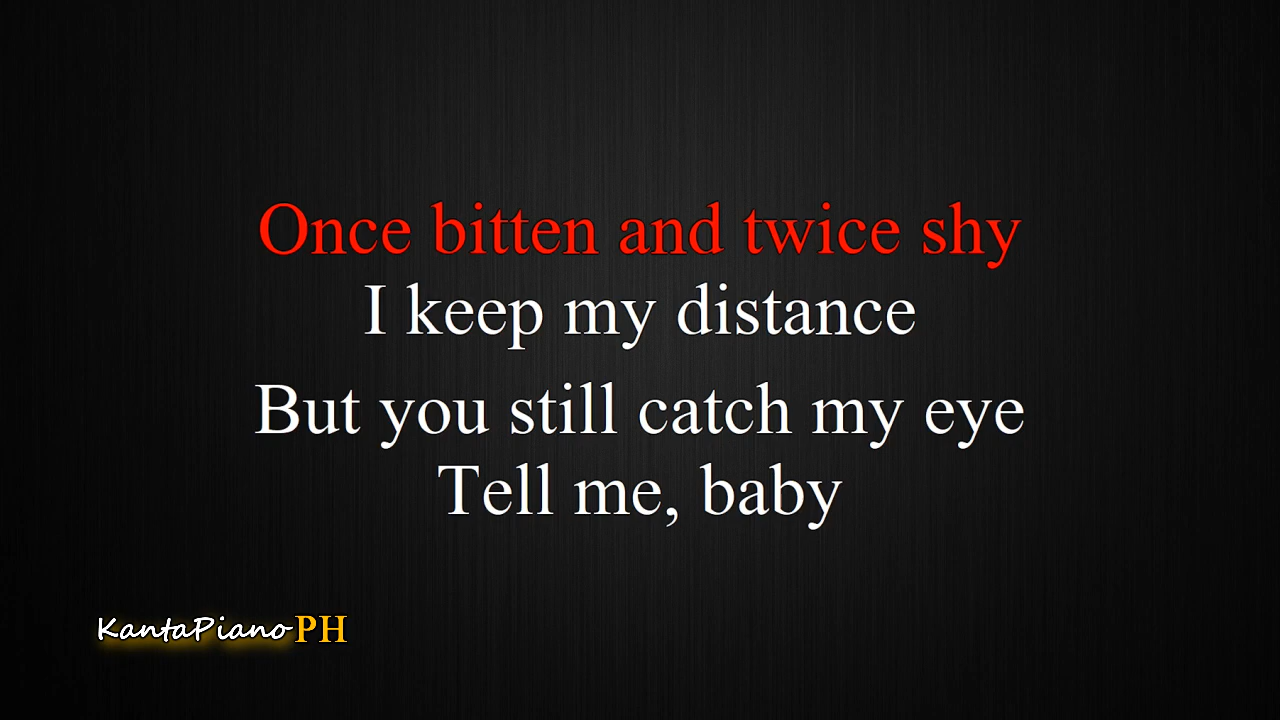 Once bitten and twice shy
I keep my distance
But you still catch my eye
Tell me, baby
KantaPianoPH